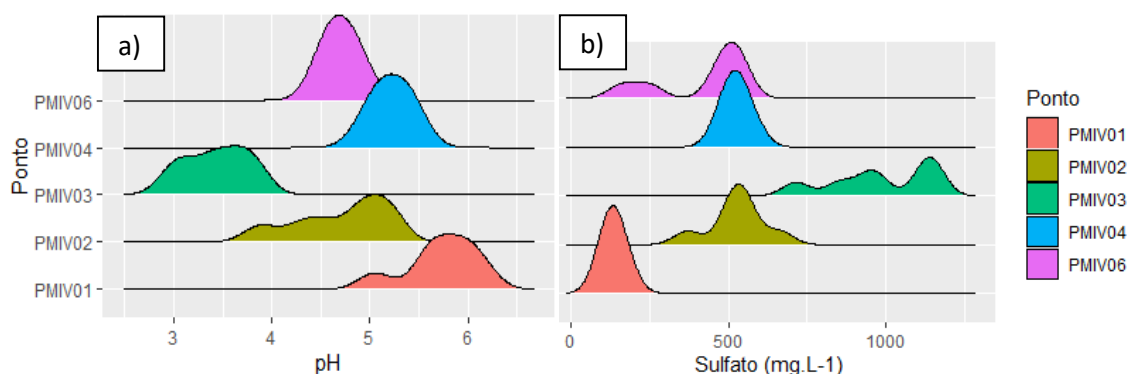 a)
b)
Ponto
PMIV06
PMIV04
PMIV03
PMIV02
PMIV01
3 4 5 6
pH
0 500 1000
Sulfato (mg.L-1)
Ponto
PMIV01
PMIV02
PMIV03
PMIV04
PMIV06